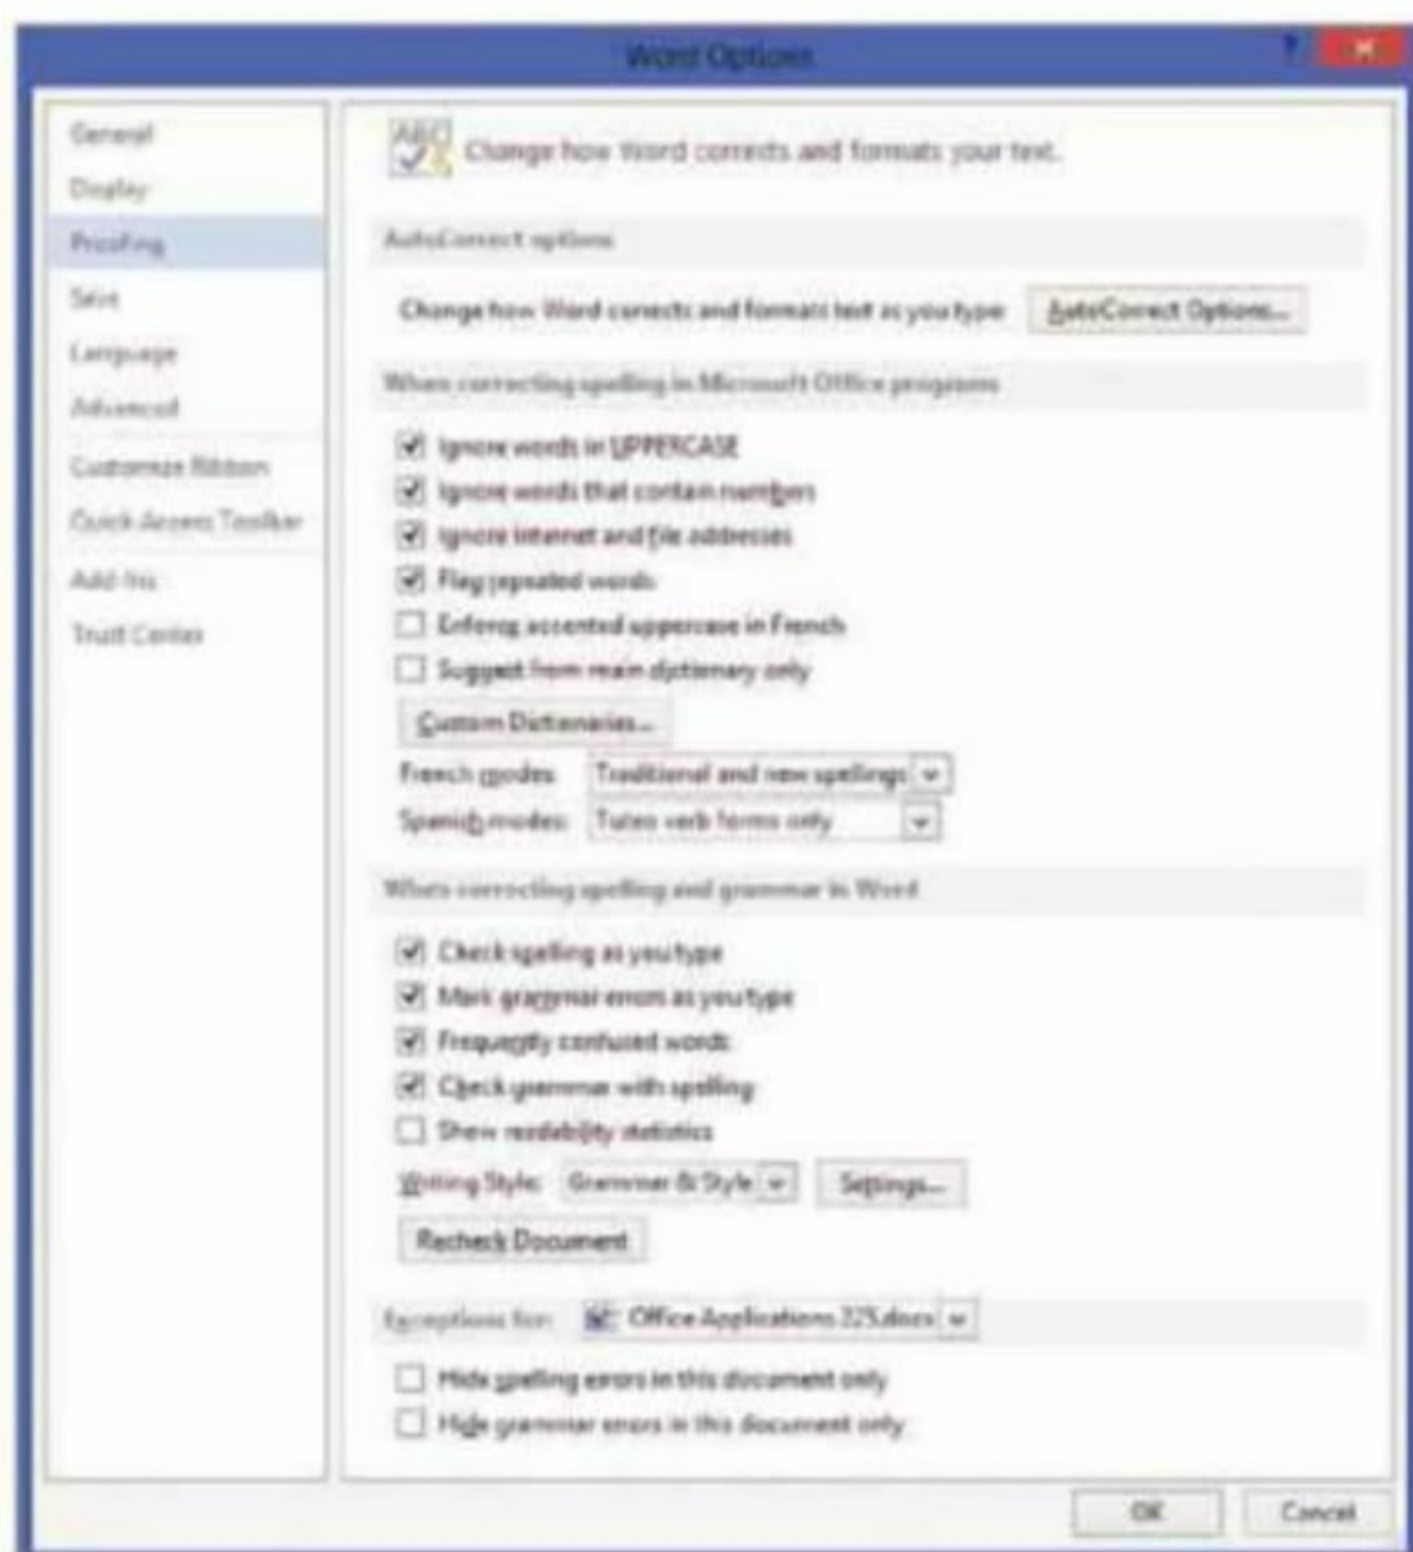 Word Options
?
General
Display
Proofing
Save
Language
Advanced
Customize Ribbon
Quick Access Toolbar
Add-Ins
Trust Center
ABC
Change how Word corrects and formats your text.
AutoCorrect options
Change how Word corrects and formats text as you type: AutoCorrect Options...
When correcting spelling in Microsoft Office programs
Ignore words in UPPERCASE
Ignore words that contain numbers
Ignore Internet and file addresses
Flag repeated words
Enforce accented uppercase in French
Suggest from main dictionary only
Custom Dictionaries...
French modes: Traditional and new spellings
Spanish modes: Tuteo verb forms only
When correcting spelling and grammar in Word
Check spelling as you type
Mark grammar errors as you type
Frequently confused words
Check grammar with spelling
Show readability statistics
Writing Style: Grammar & Style Settings...
Recheck Document
Exceptions for: Office Applications 225.docx
Hide spelling errors in this document only
Hide grammar errors in this document only
OK Cancel